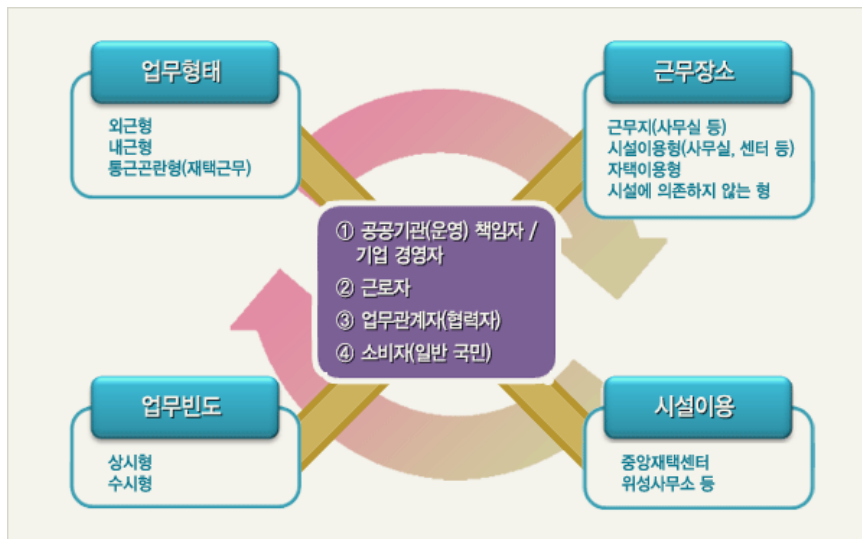 업무형태
외근형
내근형
통근곤란형(재택근무)
근무장소
근무지(사무실 등)
시설이용형(사무실, 센터 등)
자택이용형
시설에 의존하지 않는 형
① 공공기관(운영) 책임자 /
기업 경영자
② 근로자
③ 업무관계자(협력자)
④ 소비자(일반 국민)
업무빈도
상시형
수시형
시설이용
중앙재택센터
위성사무소 등